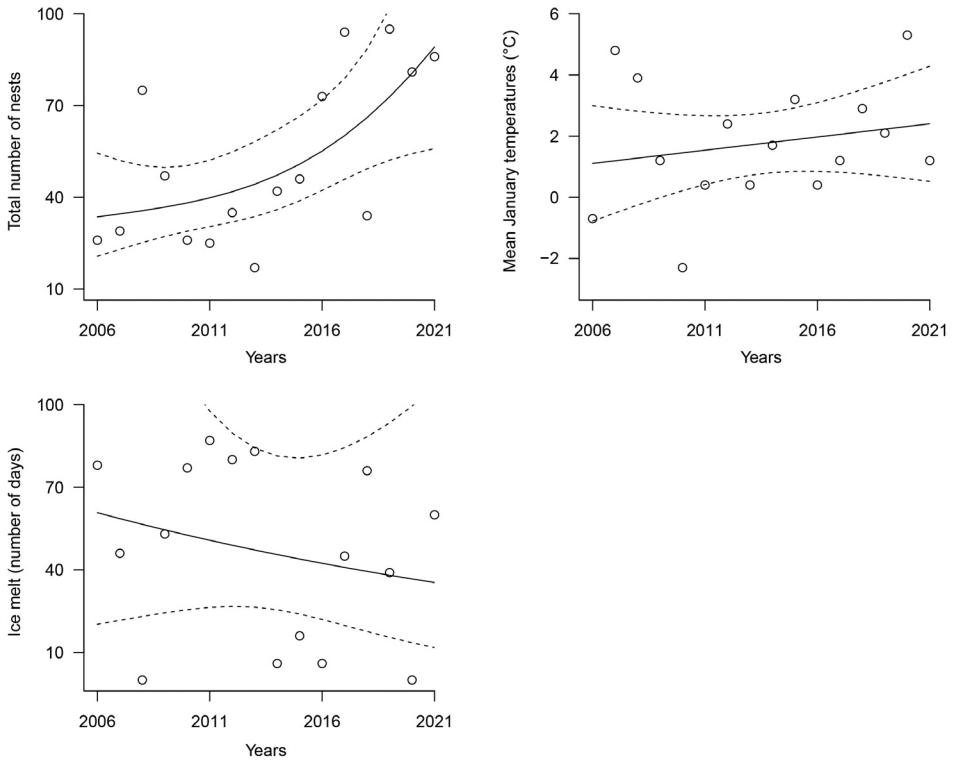 Total number of nests
100
70
40
10
2006 2011 2016 2021
Years
Mean January temperatures (°C)
6
4
2
0
−2
2006 2011 2016 2021
Years
Ice melt (number of days)
100
70
40
10
2006 2011 2016 2021
Years